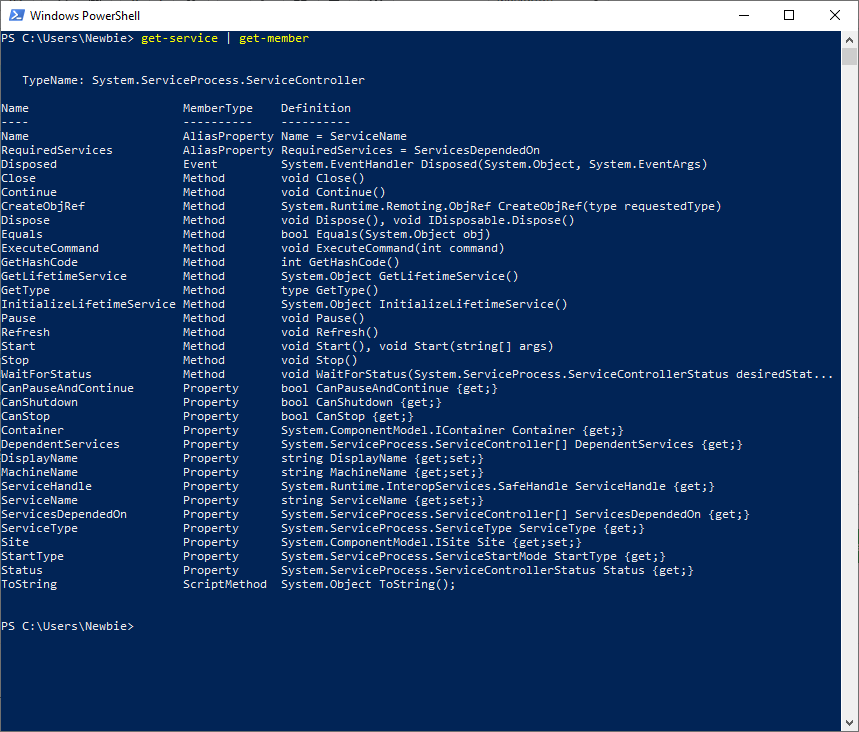 Windows PowerShell
PS C:\Users\Newbie> get-service | get-member
TypeName: System.ServiceProcess.ServiceController
Name MemberType Definition
---- ---------- ----------
Name AliasProperty Name = ServiceName
RequiredServices AliasProperty RequiredServices = ServicesDependedOn
Disposed Event System.EventHandler Disposed(System.Object, System.EventArgs)
Close Method void Close()
Continue Method void Continue()
CreateObjRef Method System.Runtime.Remoting.ObjRef CreateObjRef(type requestedType)
Dispose Method void Dispose(), void IDisposable.Dispose()
Equals Method bool Equals(System.Object obj)
ExecuteCommand Method void ExecuteCommand(int command)
GetHashCode Method int GetHashCode()
GetLifetimeService Method System.Object GetLifetimeService()
GetType Method type GetType()
InitializeLifetimeService Method System.Object InitializeLifetimeService()
Pause Method void Pause()
Refresh Method void Refresh()
Start Method void Start(), void Start(string[] args)
Stop Method void Stop()
WaitForStatus Method void WaitForStatus(System.ServiceProcess.ServiceControllerStatus desiredStat...
CanPauseAndContinue Property bool CanPauseAndContinue {get;}
CanShutdown Property bool CanShutdown {get;}
CanStop Property bool CanStop {get;}
Container Property System.ComponentModel.IContainer Container {get;}
DependentServices Property System.ServiceProcess.ServiceController[] DependentServices {get;}
DisplayName Property string DisplayName {get;set;}
MachineName Property string MachineName {get;set;}
ServiceHandle Property System.Runtime.InteropServices.SafeHandle ServiceHandle {get;}
ServiceName Property string ServiceName {get;set;}
ServicesDependedOn Property System.ServiceProcess.ServiceController[] ServicesDependedOn {get;}
ServiceType Property System.ServiceProcess.ServiceType ServiceType {get;}
Site Property System.ComponentModel.ISite Site {get;set;}
StartType Property System.ServiceProcess.ServiceStartMode StartType {get;}
Status Property System.ServiceProcess.ServiceControllerStatus Status {get;}
ToString ScriptMethod System.Object ToString();
PS C:\Users\Newbie>